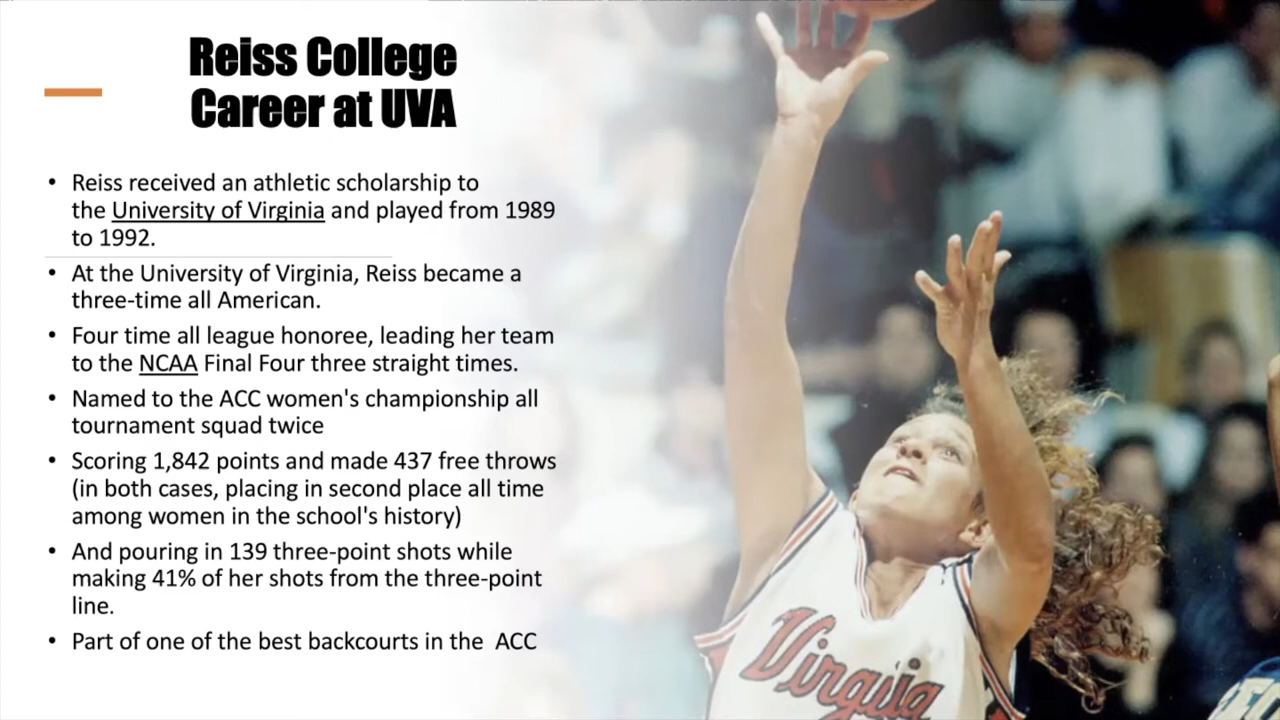 Reiss College
Career at UVA
• Reiss received an athletic scholarship to
the University of Virginia and played from 1989
to 1992.
• At the University of Virginia, Reiss became a
three-time all American.
• Four time all league honoree, leading her team
to the NCAA Final Four three straight times.
• Named to the ACC women's championship all
tournament squad twice
• Scoring 1,842 points and made 437 free throws
(in both cases, placing in second place all time
among women in the school's history)
• And pouring in 139 three-point shots while
making 41% of her shots from the three-point
line.
• Part of one of the best backcourts in the  ACC
Virginia